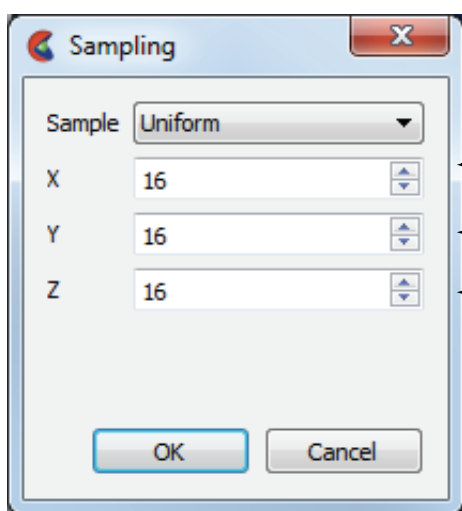 Sampling
Sample Uniform
X 16
Y 16
Z 16
OK Cancel